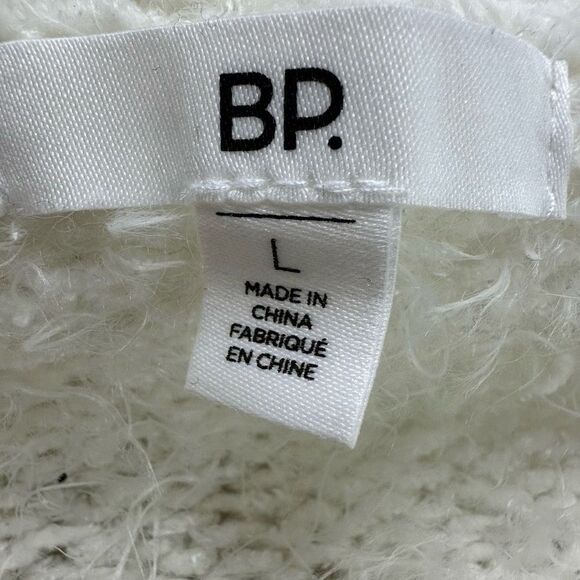 BP.
L
MADE IN
CHINA
FABRIQUÉ
EN CHINE